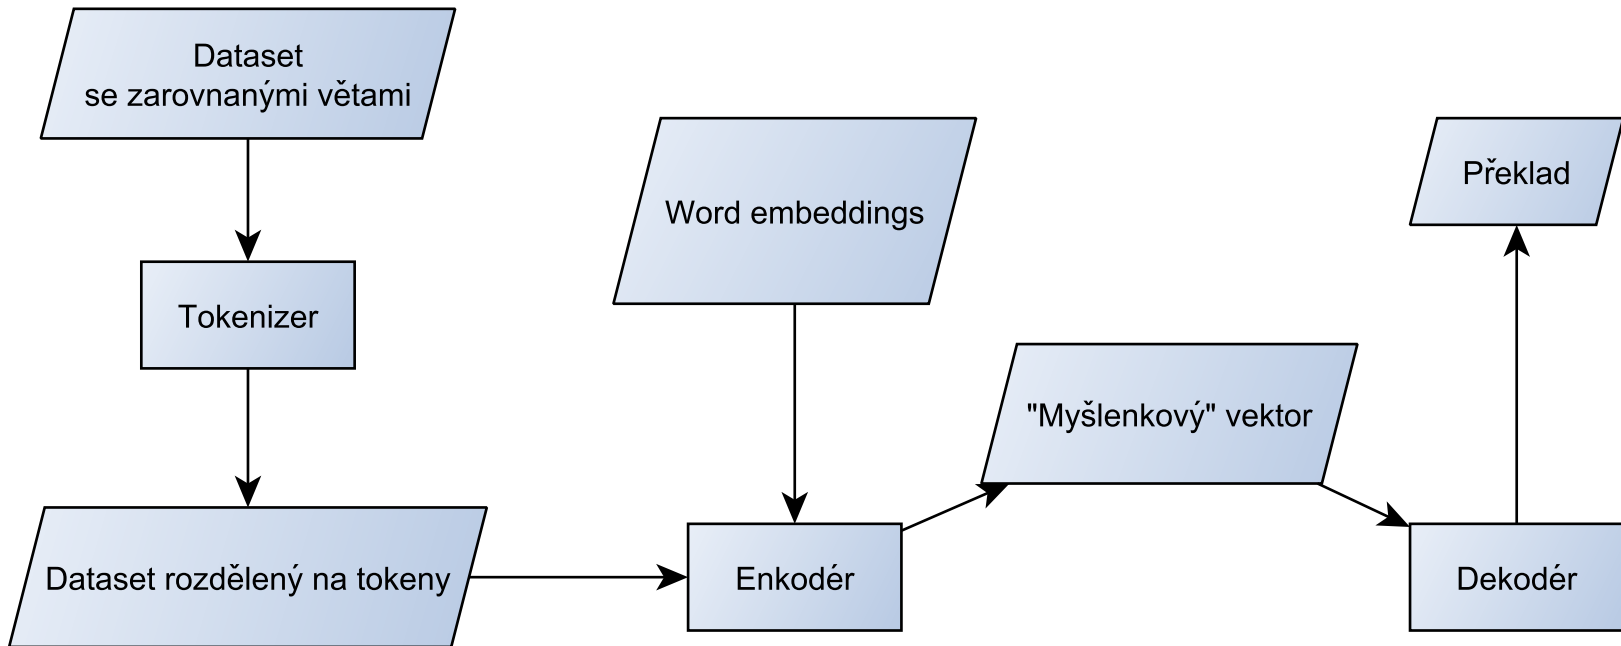 Dataset
se zarovnanými větami
Tokenizer
Dataset rozdělený na tokeny
Word embeddings
Enkodér
"Myšlenkový" vektor
Dekodér
Překlad